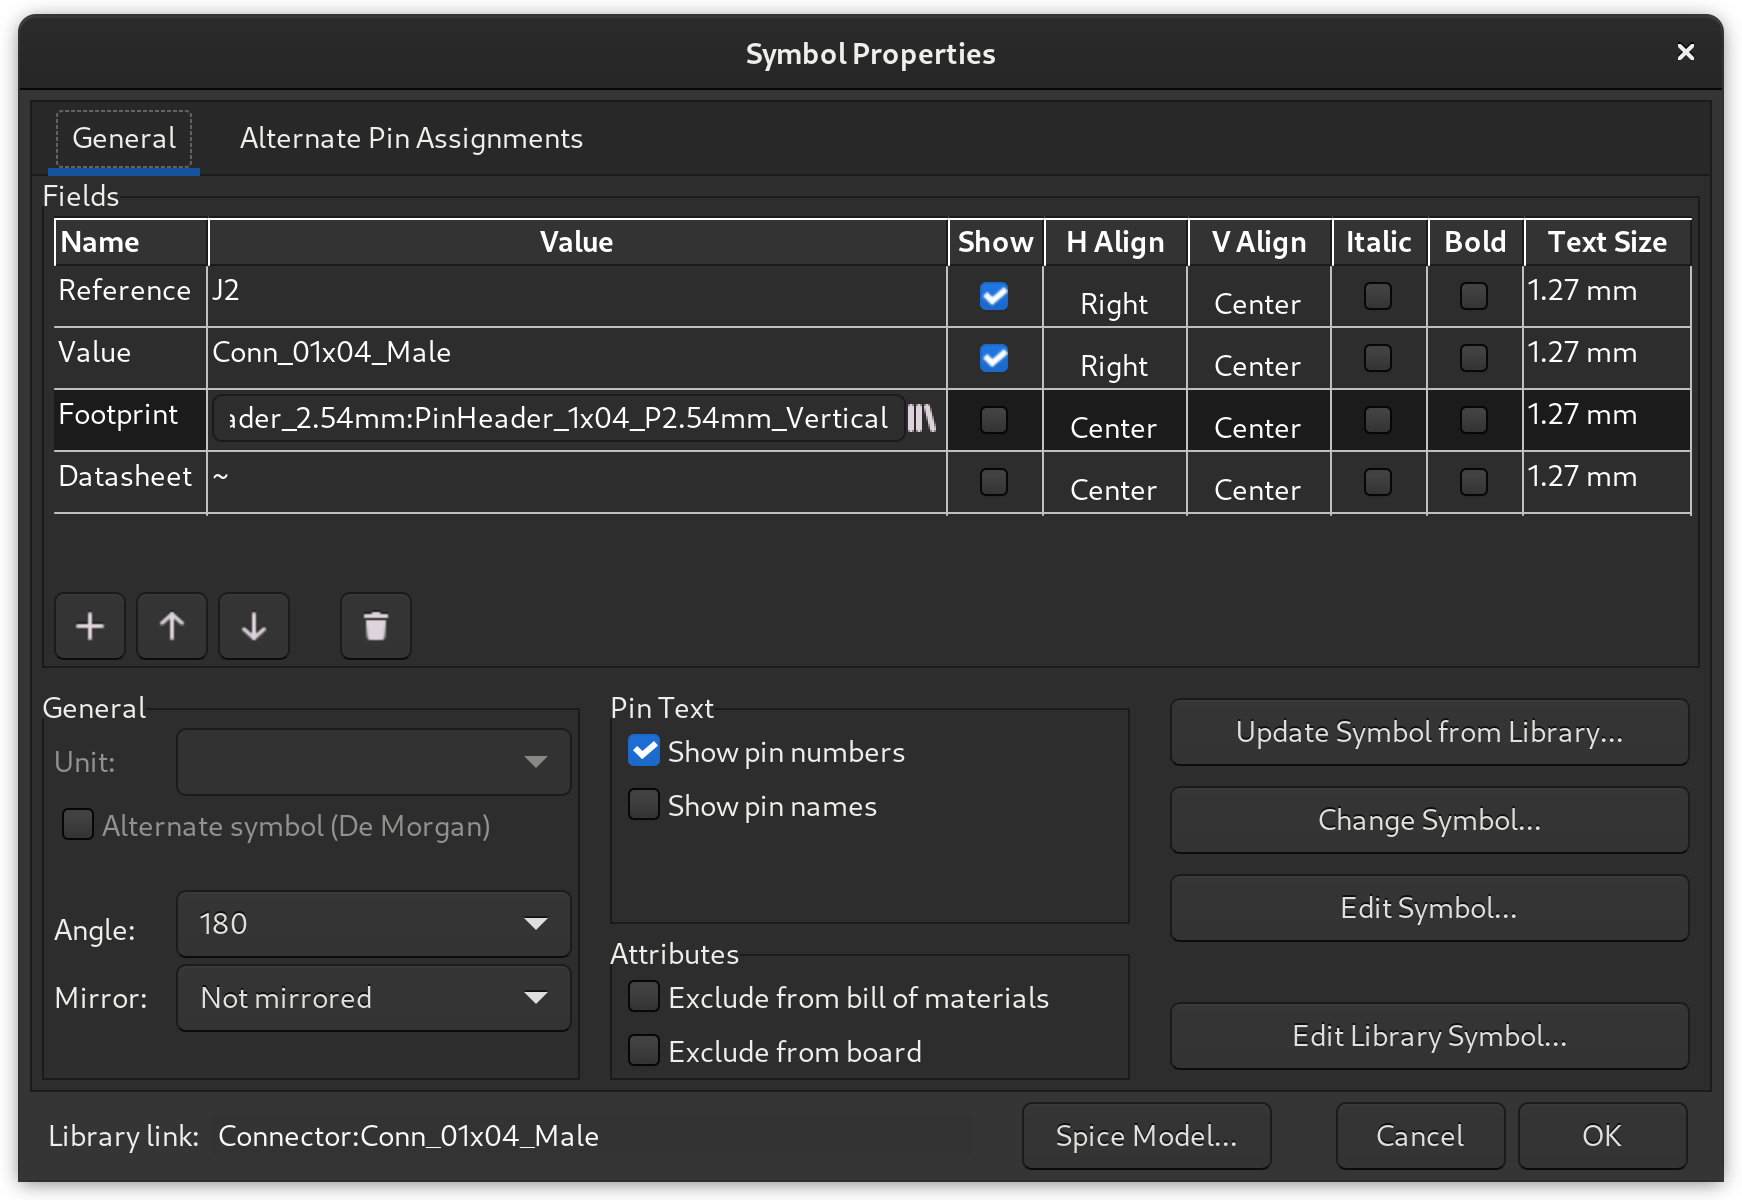 Symbol Properties
General Alternate Pin Assignments
Fields
Name Value Show H Align V Align Italic Bold Text Size
Reference J2 Right Center 1.27 mm
Value Conn_01x04_Male Right Center 1.27 mm
Footprint ader_2.54mm:PinHeader_1x04_P2.54mm_Vertical Center Center 1.27 mm
Datasheet ~ Center Center 1.27 mm
General
Unit:
Alternate symbol (De Morgan)
Angle: 180
Mirror: Not mirrored
Pin Text
Show pin numbers
Show pin names
Attributes
Exclude from bill of materials
Exclude from board
Update Symbol from Library...
Change Symbol...
Edit Symbol...
Edit Library Symbol...
Library link: Connector:Conn_01x04_Male
Spice Model... Cancel OK